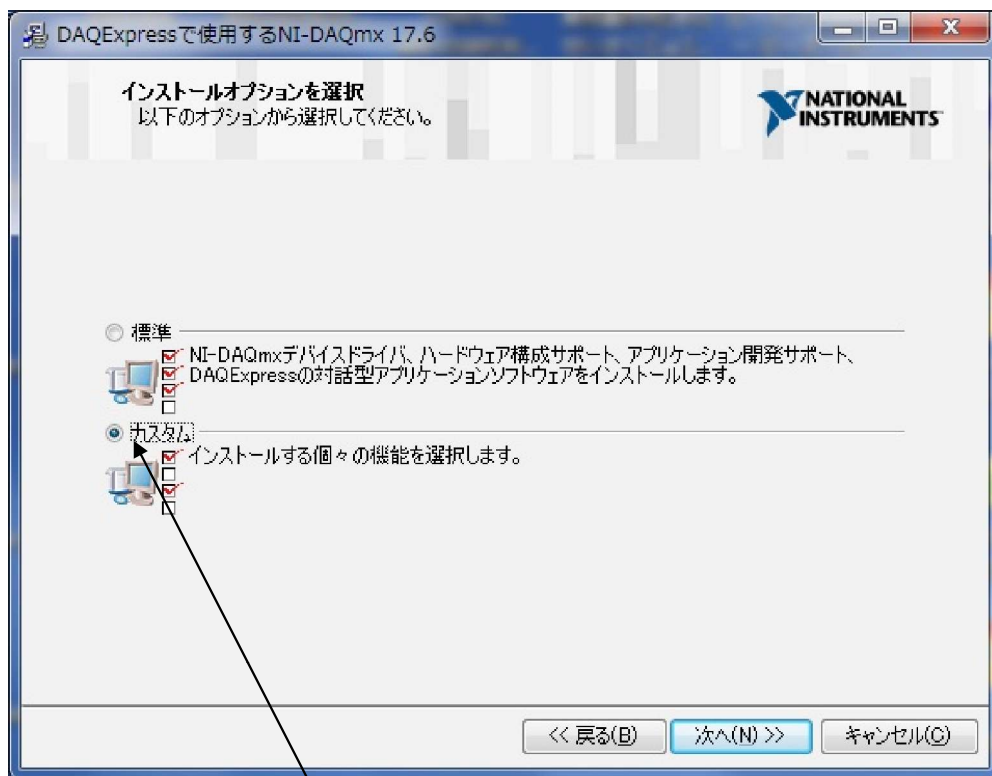 DAQExpressで使用するNI-DAQmx 17.6
インストールオプションを選択
以下のオプションから選択してください。
NATIONAL
INSTRUMENTS
標準
NI-DAQmxデバイスドライバ、ハードウェア構成サポート、アプリケーション開発サポート、
DAQExpressの対話型アプリケーションソフトウェアをインストールします。
カスタム
インストールする個々の機能を選択します。
<< 戻る(B)
次へ(N) >>
キャンセル(C)